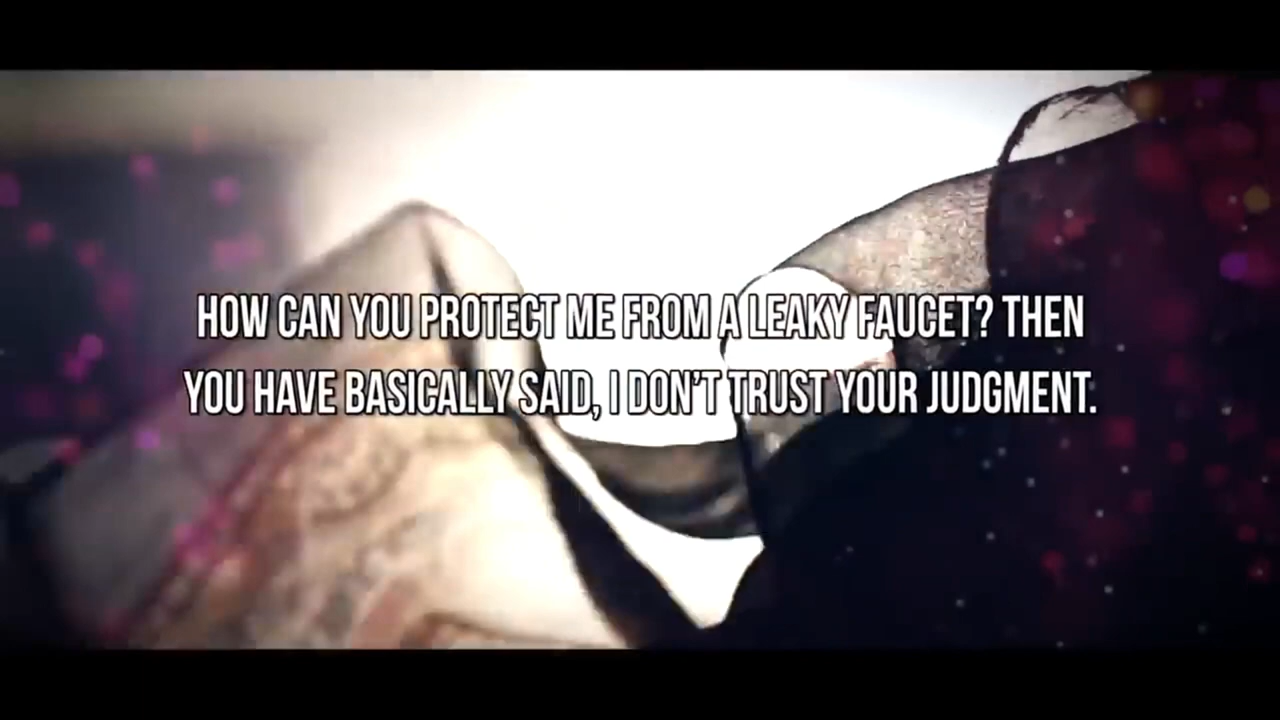 HOW CAN YOU PROTECT ME FROM A LEAKY FAUCET? THEN
YOU HAVE BASICALLY SAID, I DON'T TRUST YOUR JUDGMENT.